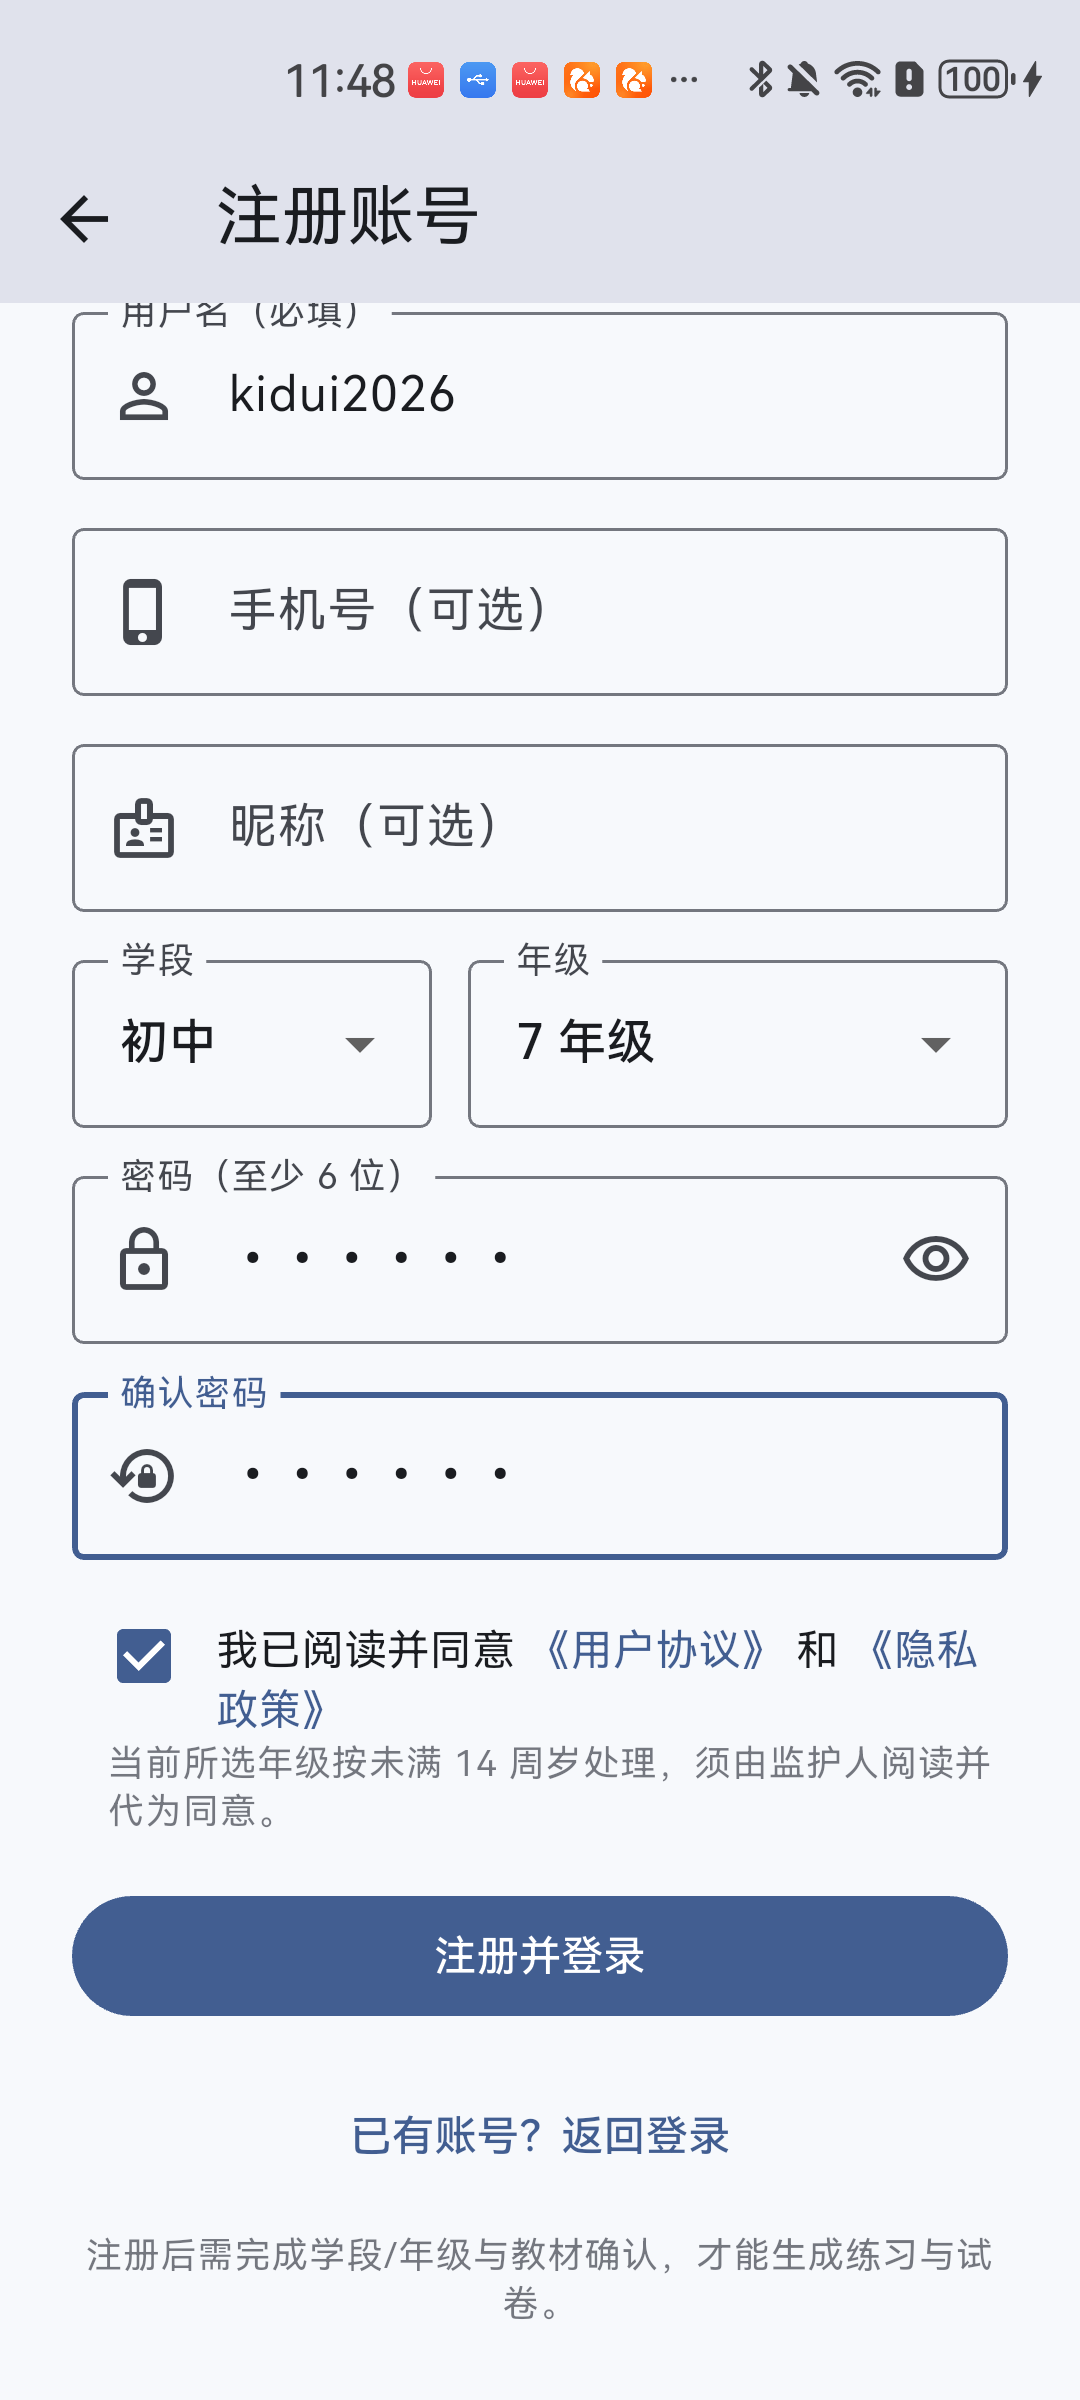 11:48
HUAWEI
HUAWEI
100
注册账号
用户名（必填）
kidui2026
手机号（可选）
昵称（可选）
学段
年级
初中
7 年级
密码（至少 6 位）
••••••
确认密码
••••••
我已阅读并同意 《用户协议》 和 《隐私
政策》
当前所选年级按未满 14 周岁处理，须由监护人阅读并
代为同意。
注册并登录
已有账号？返回登录
注册后需完成学段/年级与教材确认，才能生成练习与试
卷。